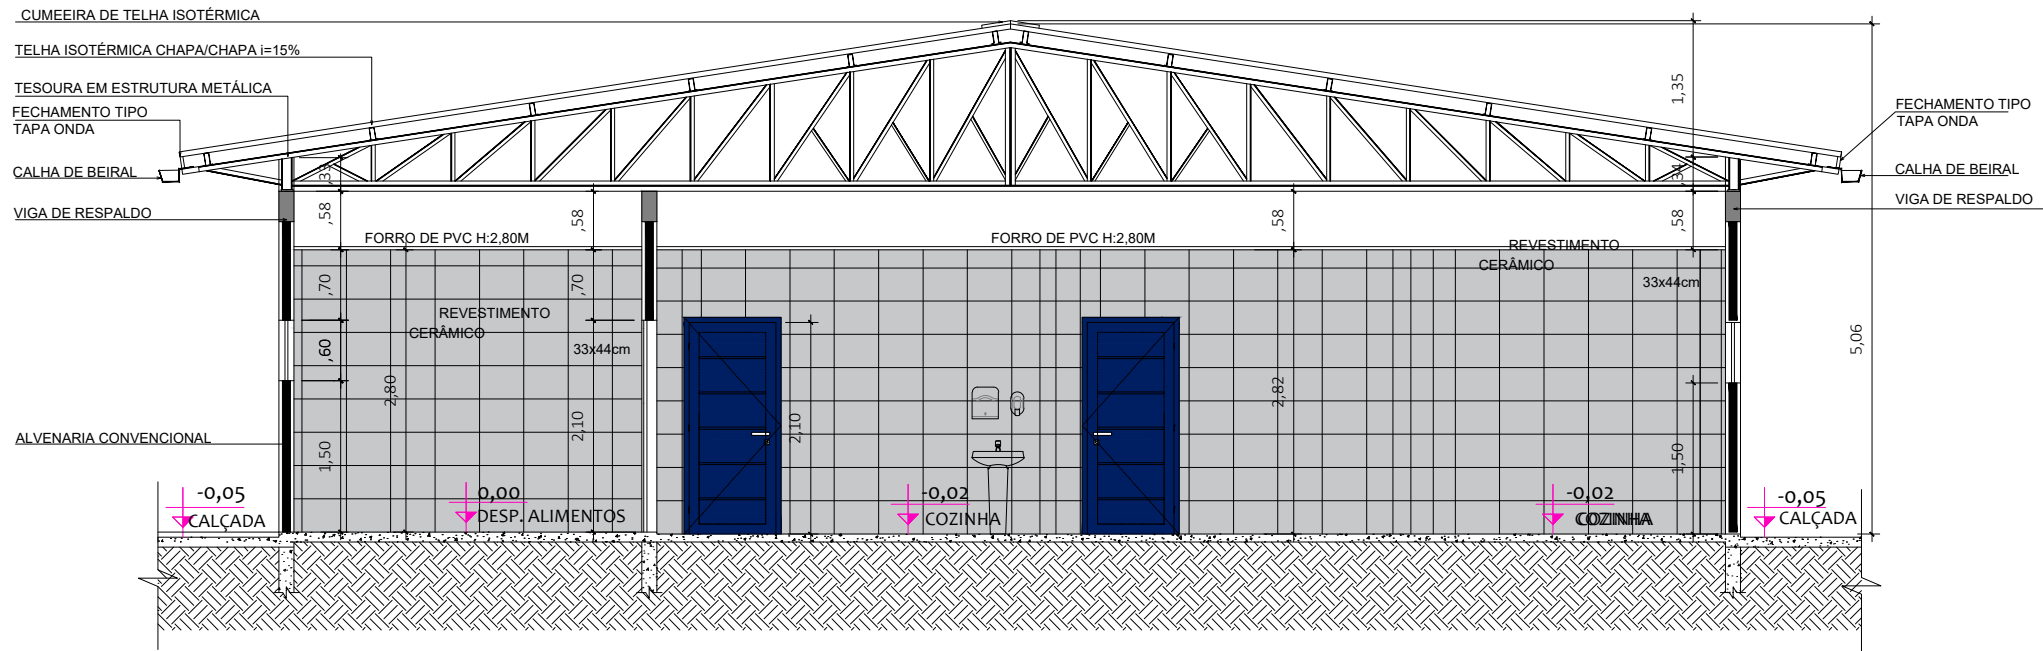 CUMEEIRA DE TELHA ISOTÉRMICA
TELHA ISOTÉRMICA CHAPA/CHAPA i=15%
TESOURA EM ESTRUTURA METÁLICA
FECHAMENTO TIPO
TAPA ONDA
CALHA DE BEIRAL
VIGA DE RESPALDO
ALVENARIA CONVENCIONAL
1,35
FECHAMENTO TIPO
TAPA ONDA
CALHA DE BEIRAL
VIGA DE RESPALDO
,34
,58
,58
,58
,58
FORRO DE PVC H:2,80M
FORRO DE PVC H:2,80M
REVESTIMENTO
CERÂMICO
33x44cm
,70
,70
REVESTIMENTO
CERÂMICO
33x44cm
,60
2,80
2,10
1,50
2,10
2,82
1,50
5,06
-0,05
CALÇADA
0,00
DESP. ALIMENTOS
-0,02
COZINHA
-0,02
COZINHA
-0,05
CALÇADA